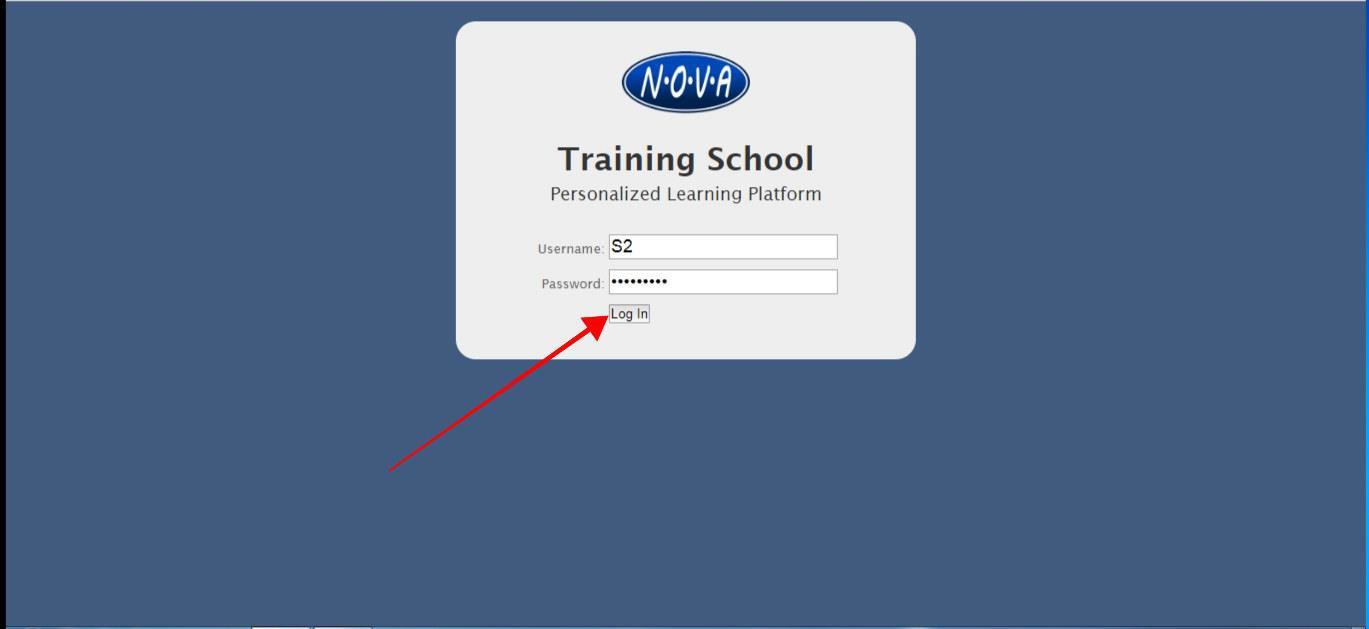 N·O·V·A
Training School
Personalized Learning Platform
Username: S2
Password: •••••••••
Log In